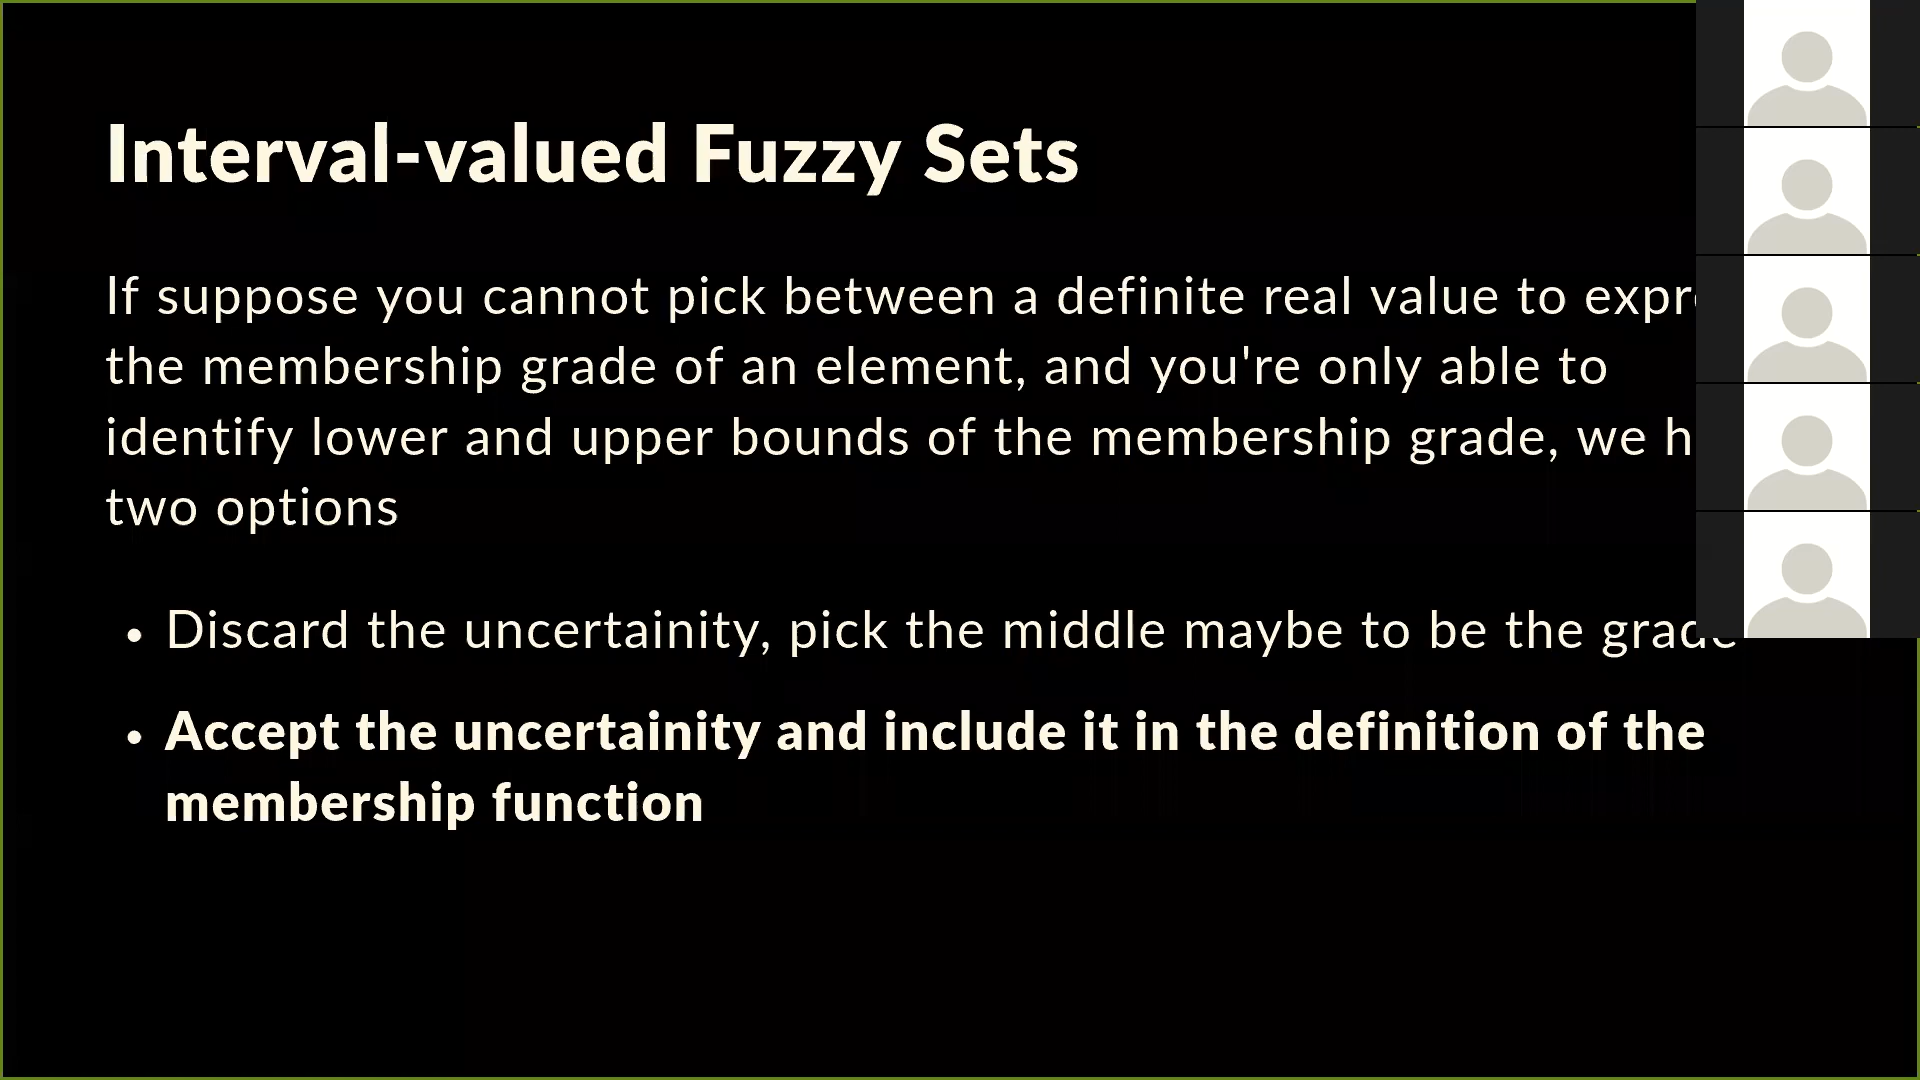 Interval-valued Fuzzy Sets
If suppose you cannot pick between a definite real value to
the membership grade of an element, and you're only able to
identify lower and upper bounds of the membership grade, we
two options
• Discard the uncertainity, pick the middle maybe to be the grade
• Accept the uncertainity and include it in the definition of the
membership function